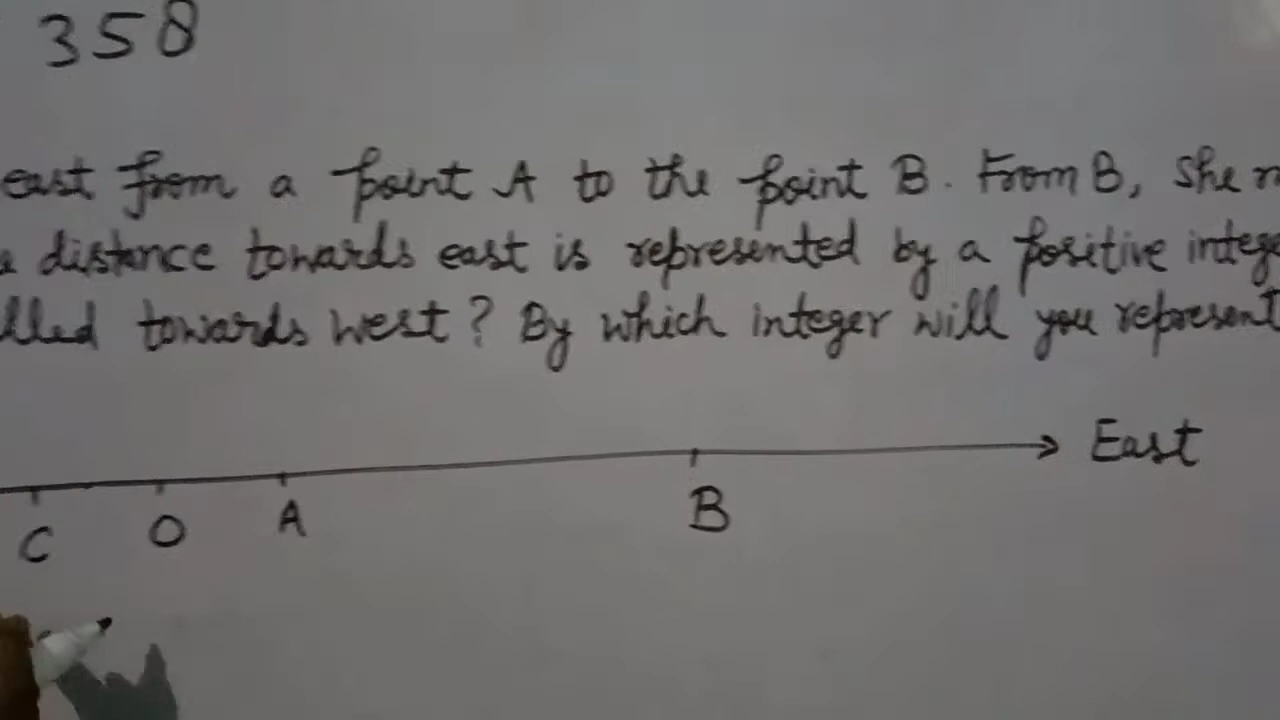 358
east from a point A to the point B. From B, She
distance towards east is represented by a positive
towards west? By which integer will you represent
East
C O A B